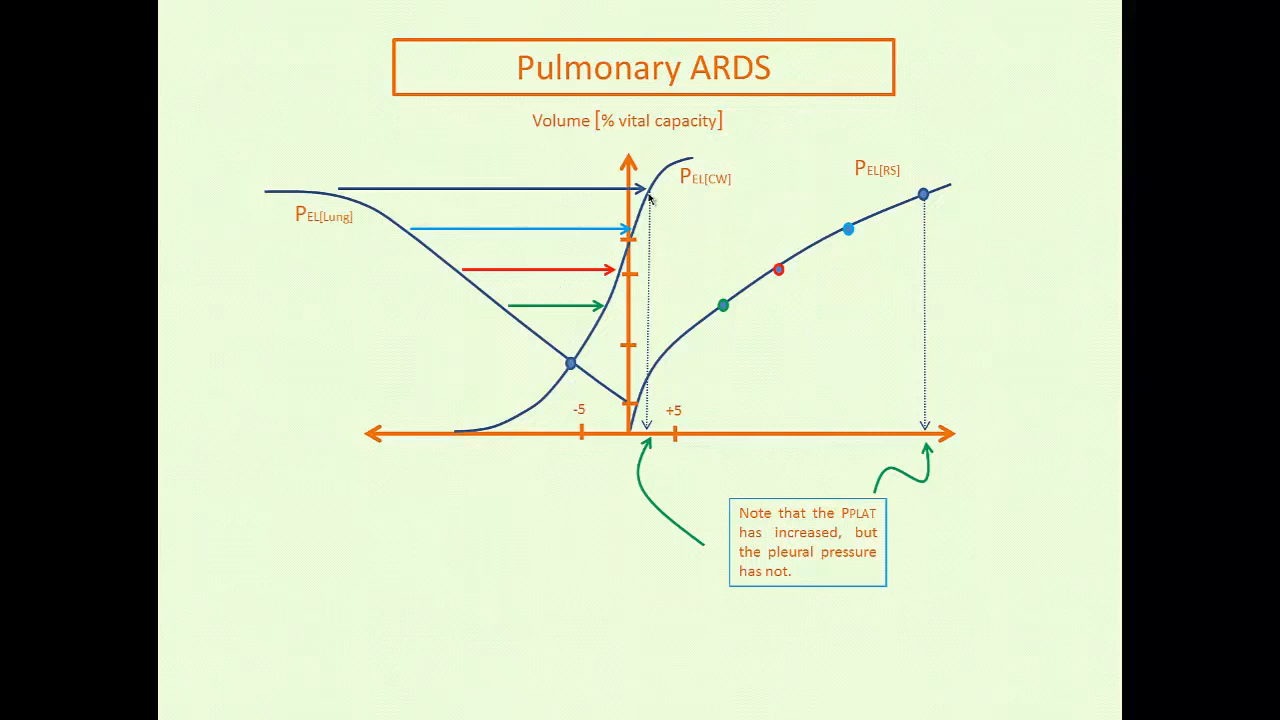 Pulmonary ARDS
Volume [% vital capacity]
PEL[CW]
PEL[RS]
PEL[Lung]
-5
+5
Note that the PPLAT
has increased, but
the pleural pressure
has not.